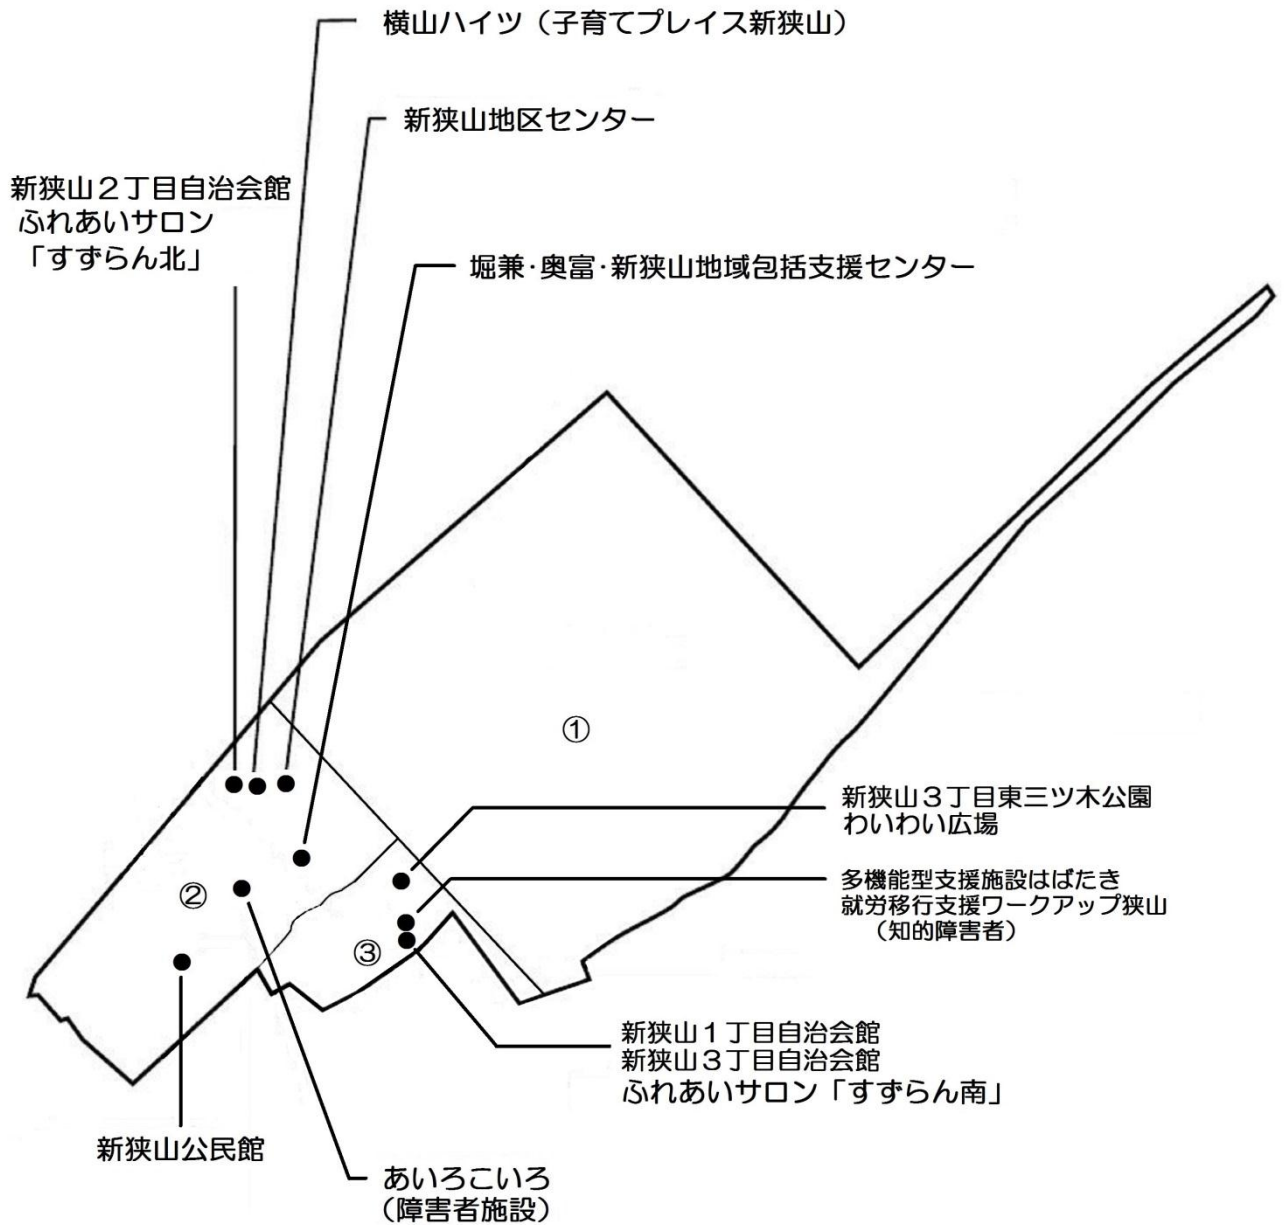 横山ハイツ（子育てプレイス新狭山）
新狭山地区センター
新狭山２丁目自治会館
ふれあいサロン
「すずらん北」
堀兼・奥富・新狭山地域包括支援センター
①
新狭山３丁目東三ツ木公園
わいわい広場
多機能型支援施設はばたき
就労移行支援ワークアップ狭山
（知的障害者）
②
③
新狭山１丁目自治会館
新狭山３丁目自治会館
ふれあいサロン「すずらん南」
新狭山公民館
あいろこいろ
（障害者施設）